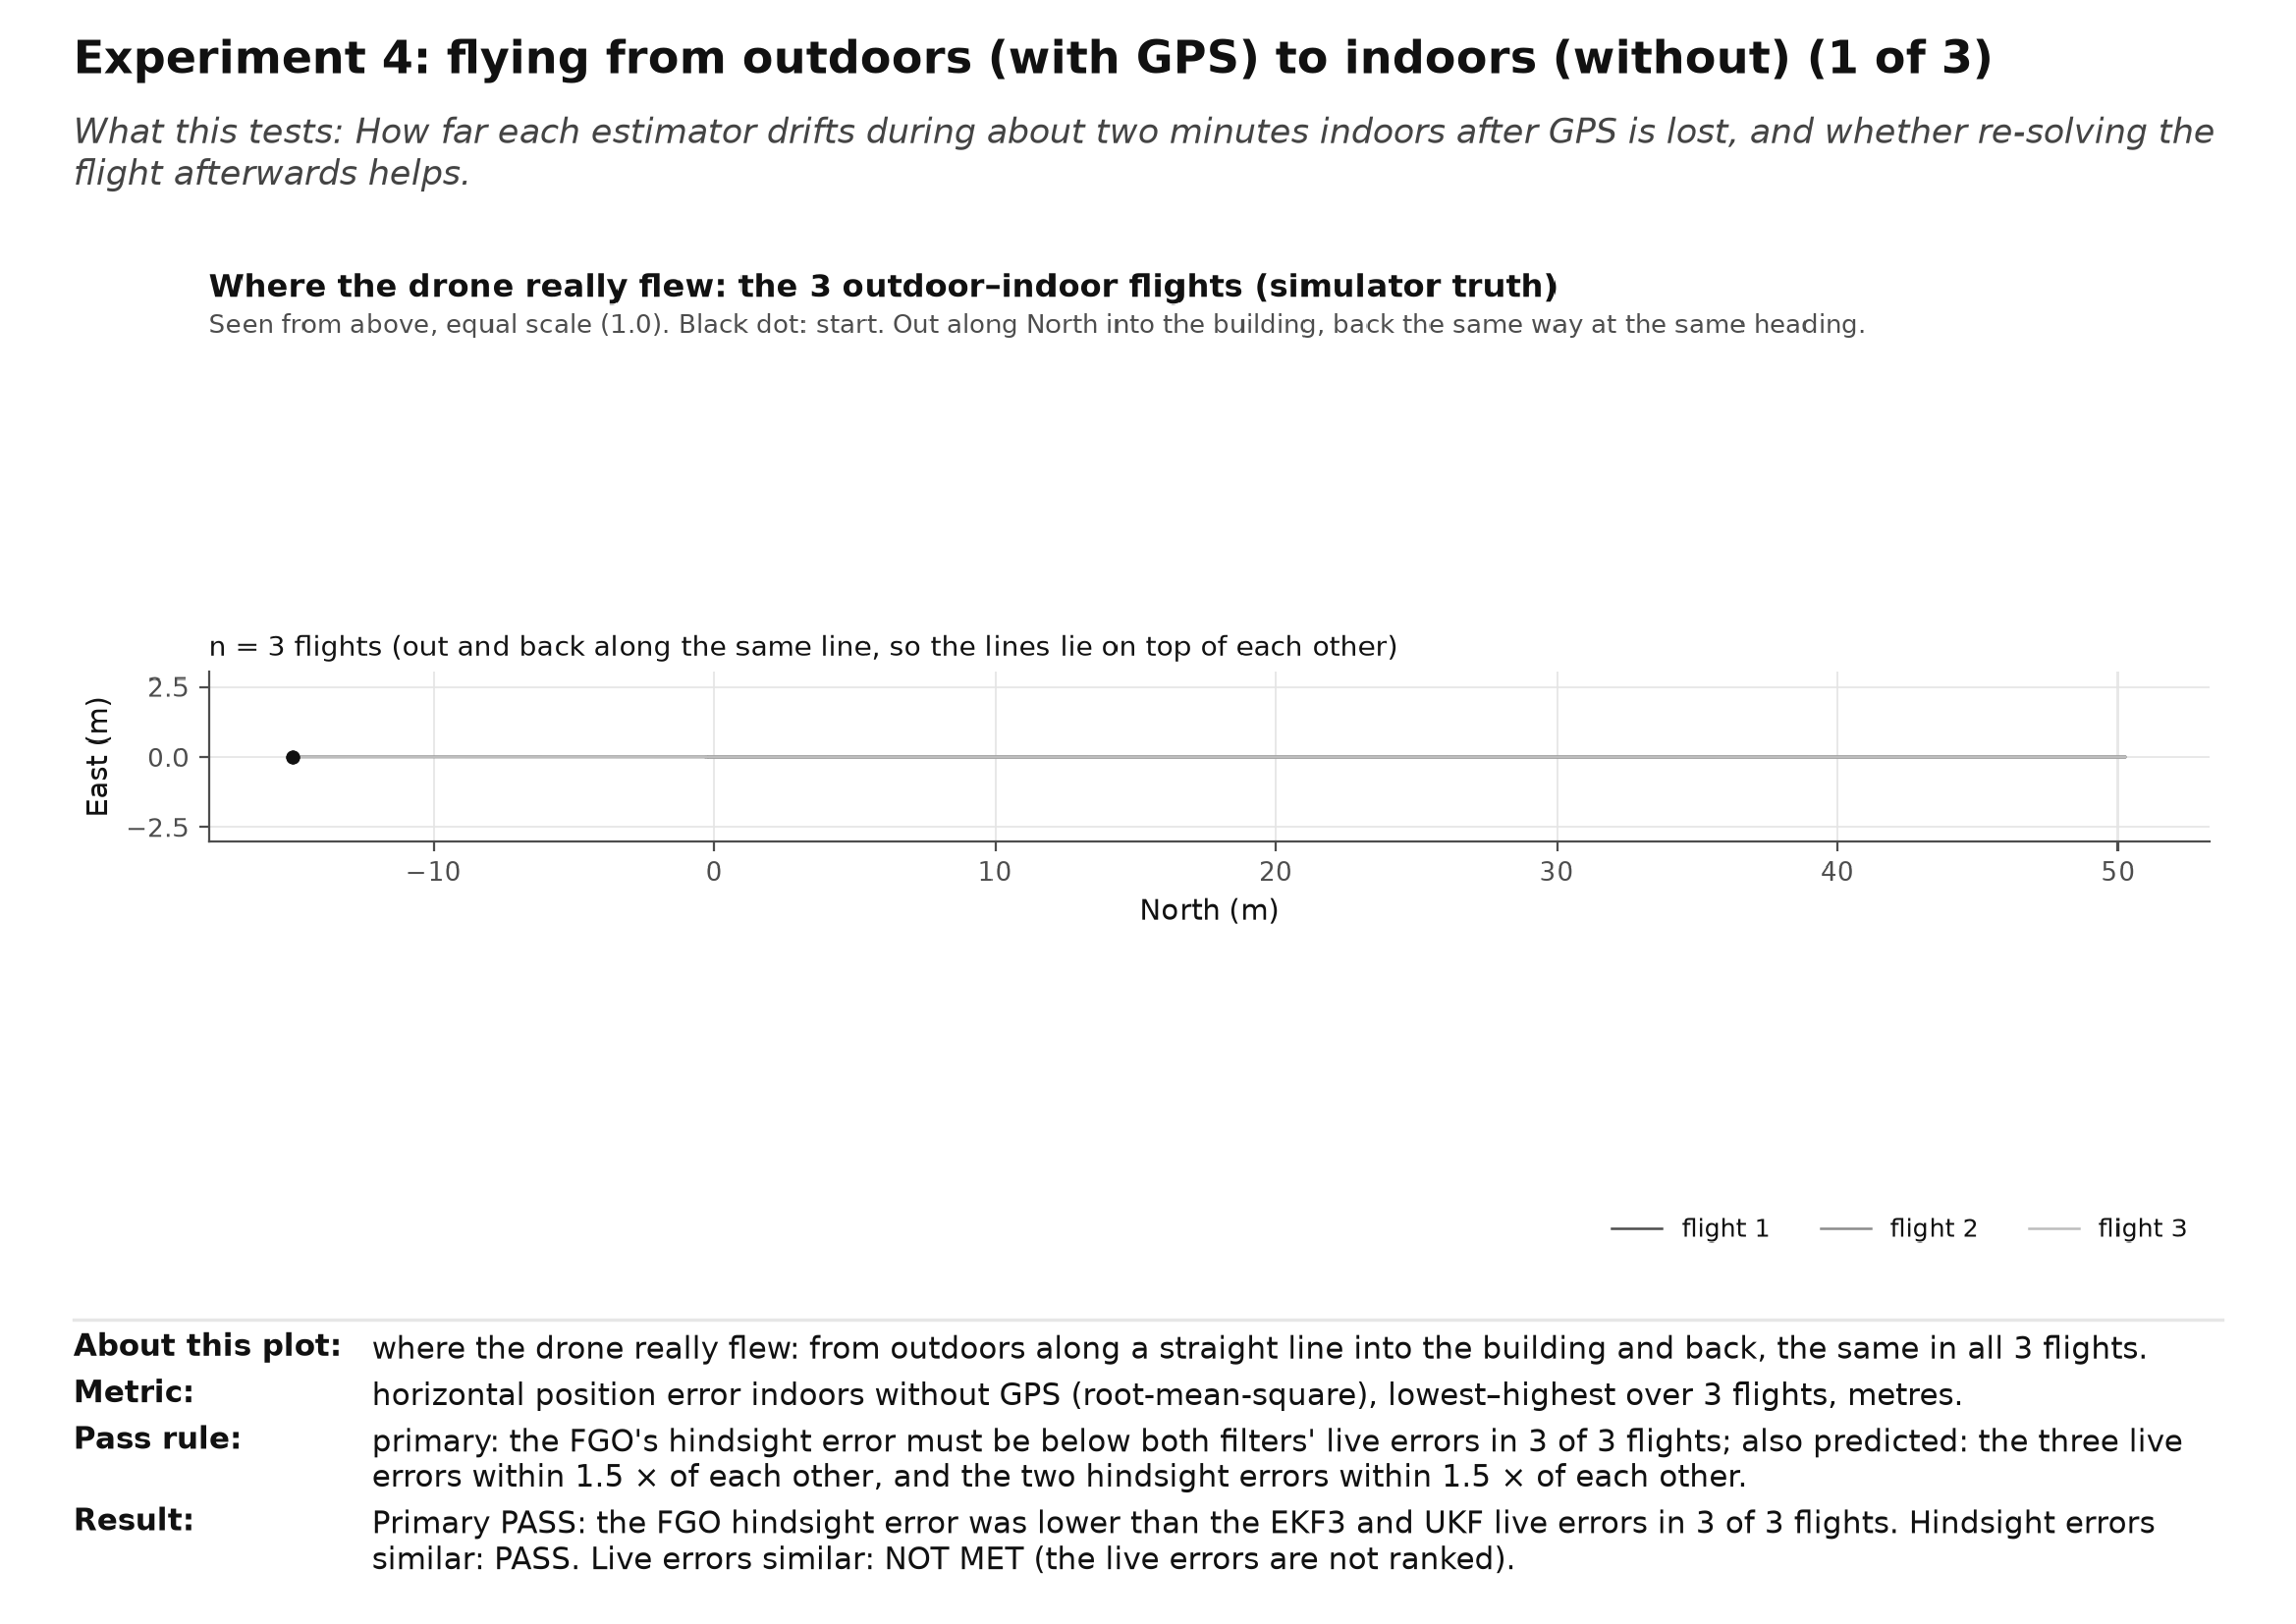 Experiment 4: flying from outdoors (with GPS) to indoors (without) (1 of 3)
What this tests: How far each estimator drifts during about two minutes indoors after GPS is lost, and whether re-solving the
flight afterwards helps.
Where the drone really flew: the 3 outdoor–indoor flights (simulator truth)
Seen from above, equal scale (1.0). Black dot: start. Out along North into the building, back the same way at the same heading.
n = 3 flights (out and back along the same line, so the lines lie on top of each other)
East (m)
2.5
0.0
−2.5
−10 0 10 20 30 40 50
North (m)
flight 1 flight 2 flight 3
About this plot: where the drone really flew: from outdoors along a straight line into the building and back, the same in all 3 flights.
Metric: horizontal position error indoors without GPS (root-mean-square), lowest–highest over 3 flights, metres.
Pass rule: primary: the FGO's hindsight error must be below both filters' live errors in 3 of 3 flights; also predicted: the three live
errors within 1.5 × of each other, and the two hindsight errors within 1.5 × of each other.
Result: Primary PASS: the FGO hindsight error was lower than the EKF3 and UKF live errors in 3 of 3 flights. Hindsight errors
similar: PASS. Live errors similar: NOT MET (the live errors are not ranked).